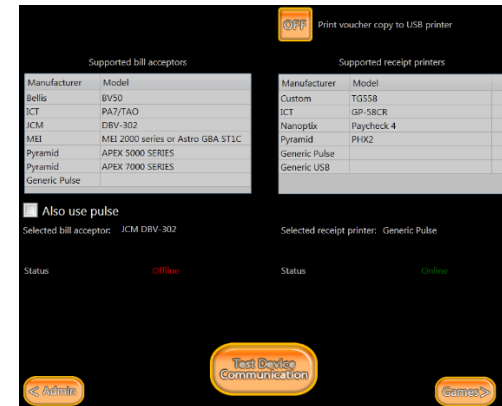 OFF Print voucher copy to USB printer
Supported bill acceptors
Manufacturer Model
Bellis BV50
ICT PA7/TAO
JCM DBV-302
MEI MEI 2000 series or Astro GBA ST1C
Pyramid APEX 5000 SERIES
Pyramid APEX 7000 SERIES
Generic Pulse
Also use pulse
Selected bill acceptor: JCM DBV-302
Status Offline
Supported receipt printers
Manufacturer Model
Custom TG558
ICT GP-58CR
Nanoptix Paycheck 4
Pyramid PHX2
Generic Pulse
Generic USB
Selected receipt printer: Generic Pulse
Status Online
Test Device
Communication
< Admin
Games>